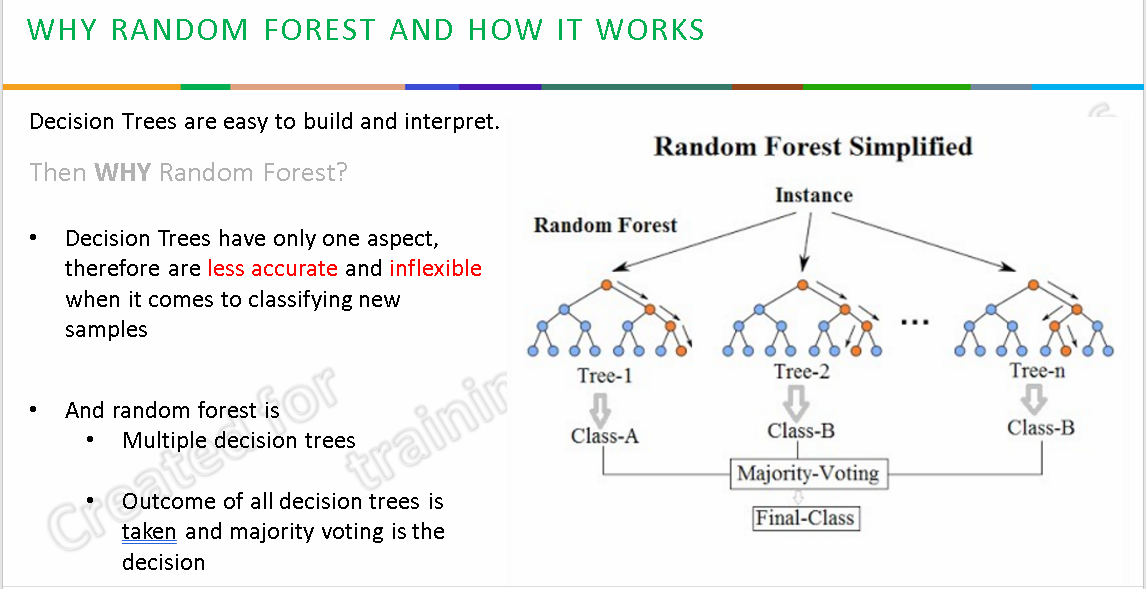 WHY RANDOM FOREST AND HOW IT WORKS
Decision Trees are easy to build and interpret.
Then WHY Random Forest?
• Decision Trees have only one aspect,
therefore are less accurate and inflexible
when it comes to classifying new
samples
• And random forest is
• Multiple decision trees
• Outcome of all decision trees is
taken and majority voting is the
decision
Created for
Random Forest Simplified
Instance
Random Forest
...
Tree-1
Tree-2
Tree-n
Class-A
Class-B
Class-B
Majority-Voting
Final-Class